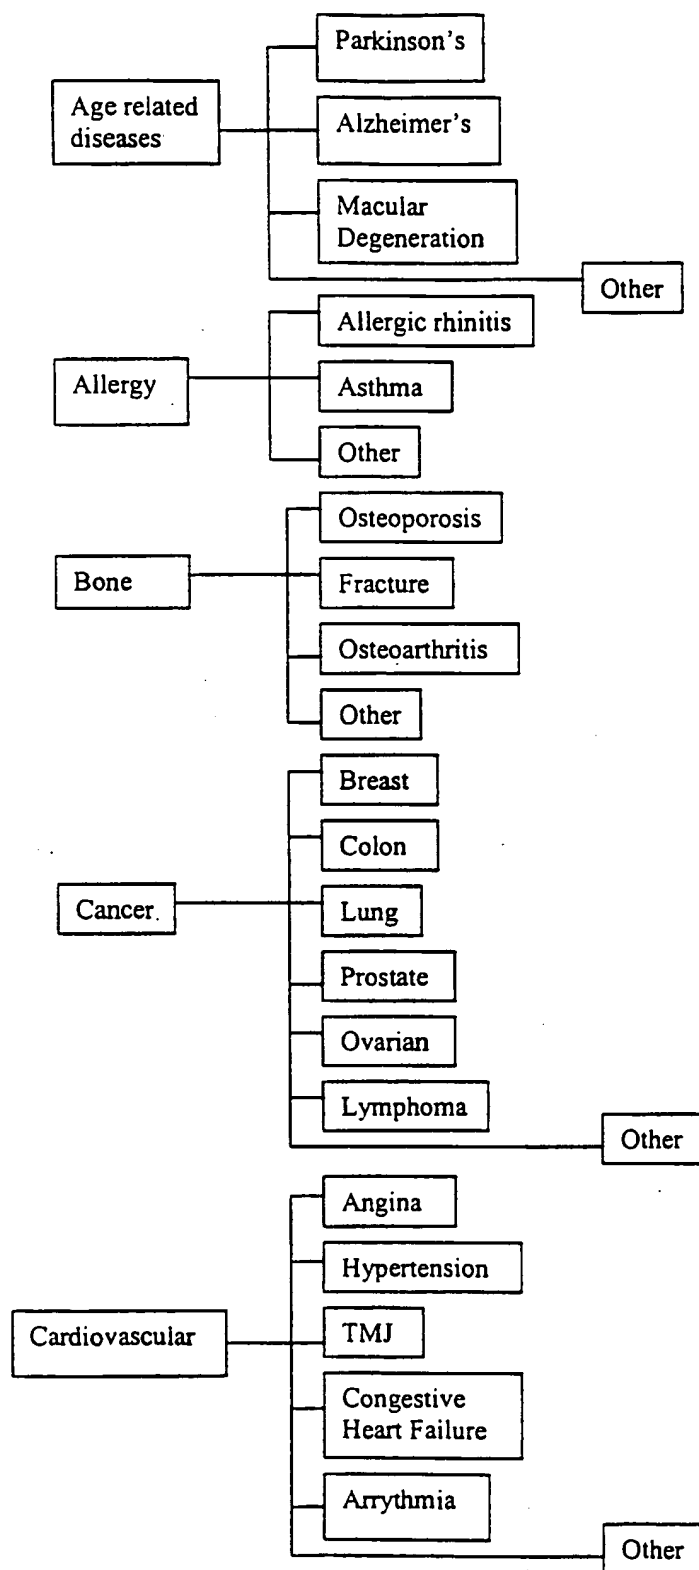 Parkinson's
Age related
diseases
Alzheimer's
Macular
Degeneration
Other
Allergic rhinitis
Allergy
Asthma
Other
Osteoporosis
Bone
Fracture
Osteoarthritis
Other
Breast
Colon
Cancer
Lung
Prostate
Ovarian
Lymphoma
Other
Angina
Hypertension
Cardiovascular
TMJ
Congestive
Heart Failure
Arrythmia
Other